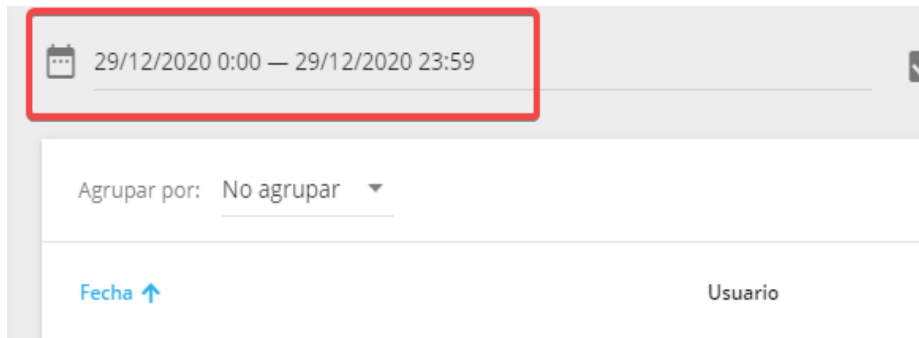 29/12/2020 0:00 — 29/12/2020 23:59
Agrupar por: No agrupar
Fecha Usuario